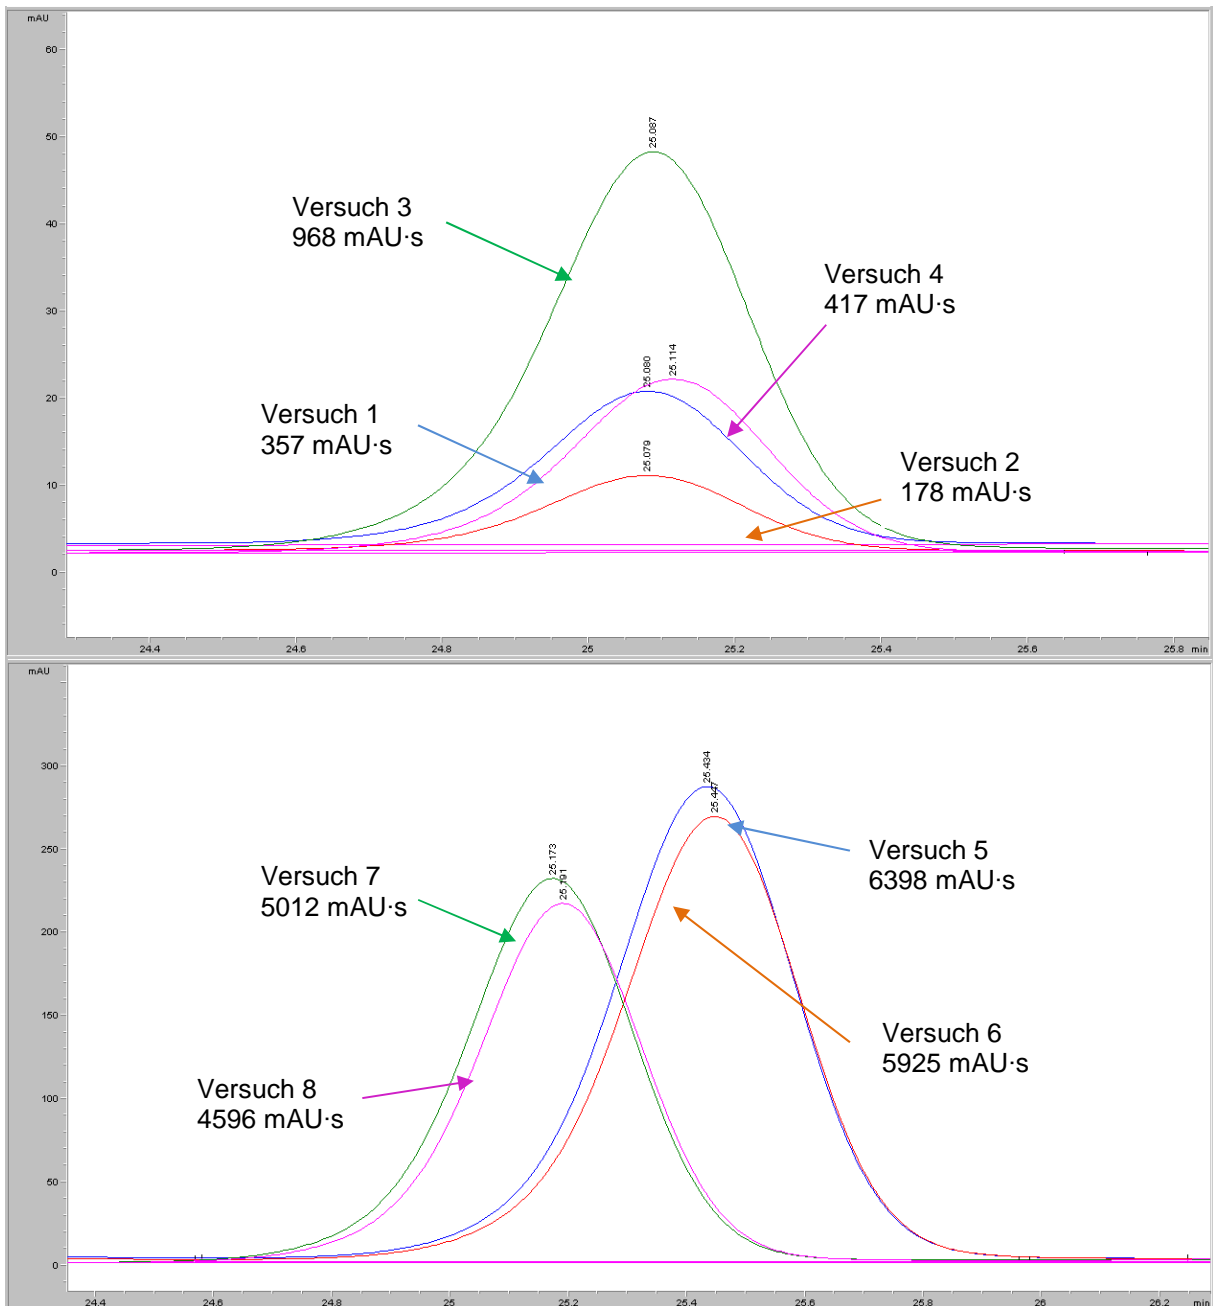 mAU
60
50
40
30
20
10
0
25.087
Versuch 3
968 mAU·s
Versuch 4
417 mAU·s
25.080
25.114
Versuch 1
357 mAU·s
25.079
Versuch 2
178 mAU·s
24.4 24.6 24.8 25 25.2 25.4 25.6 25.8 min
mAU
300
250
200
150
100
50
0
25.434
25.447
25.173
25.191
Versuch 5
6398 mAU·s
Versuch 7
5012 mAU·s
Versuch 6
5925 mAU·s
Versuch 8
4596 mAU·s
24.4 24.6 24.8 25 25.2 25.4 25.6 25.8 26 26.2 min